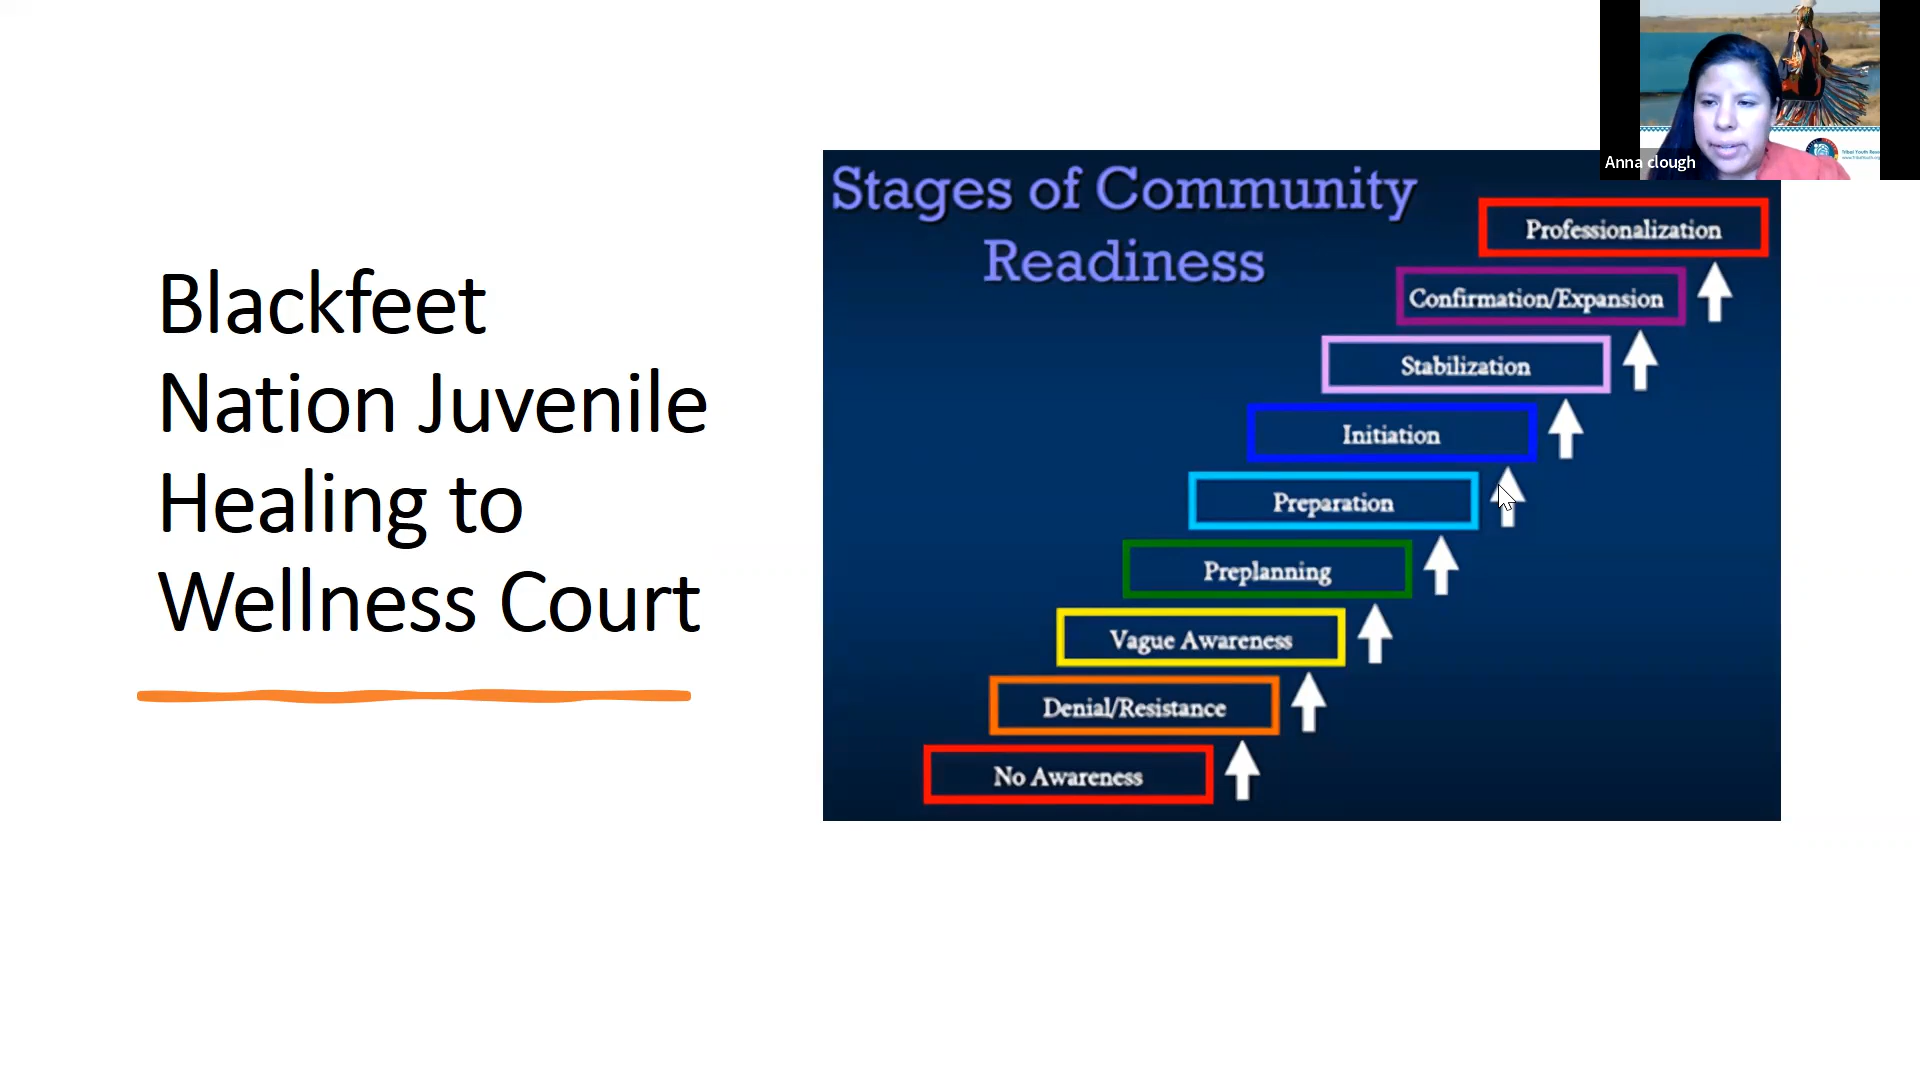 Blackfeet
Nation Juvenile
Healing to
Wellness Court
Stages of Community
Readiness
Professionalization
Confirmation/Expansion
Stabilization
Initiation
Preparation
Preplanning
Vague Awareness
Denial/Resistance
No Awareness
Anna clough